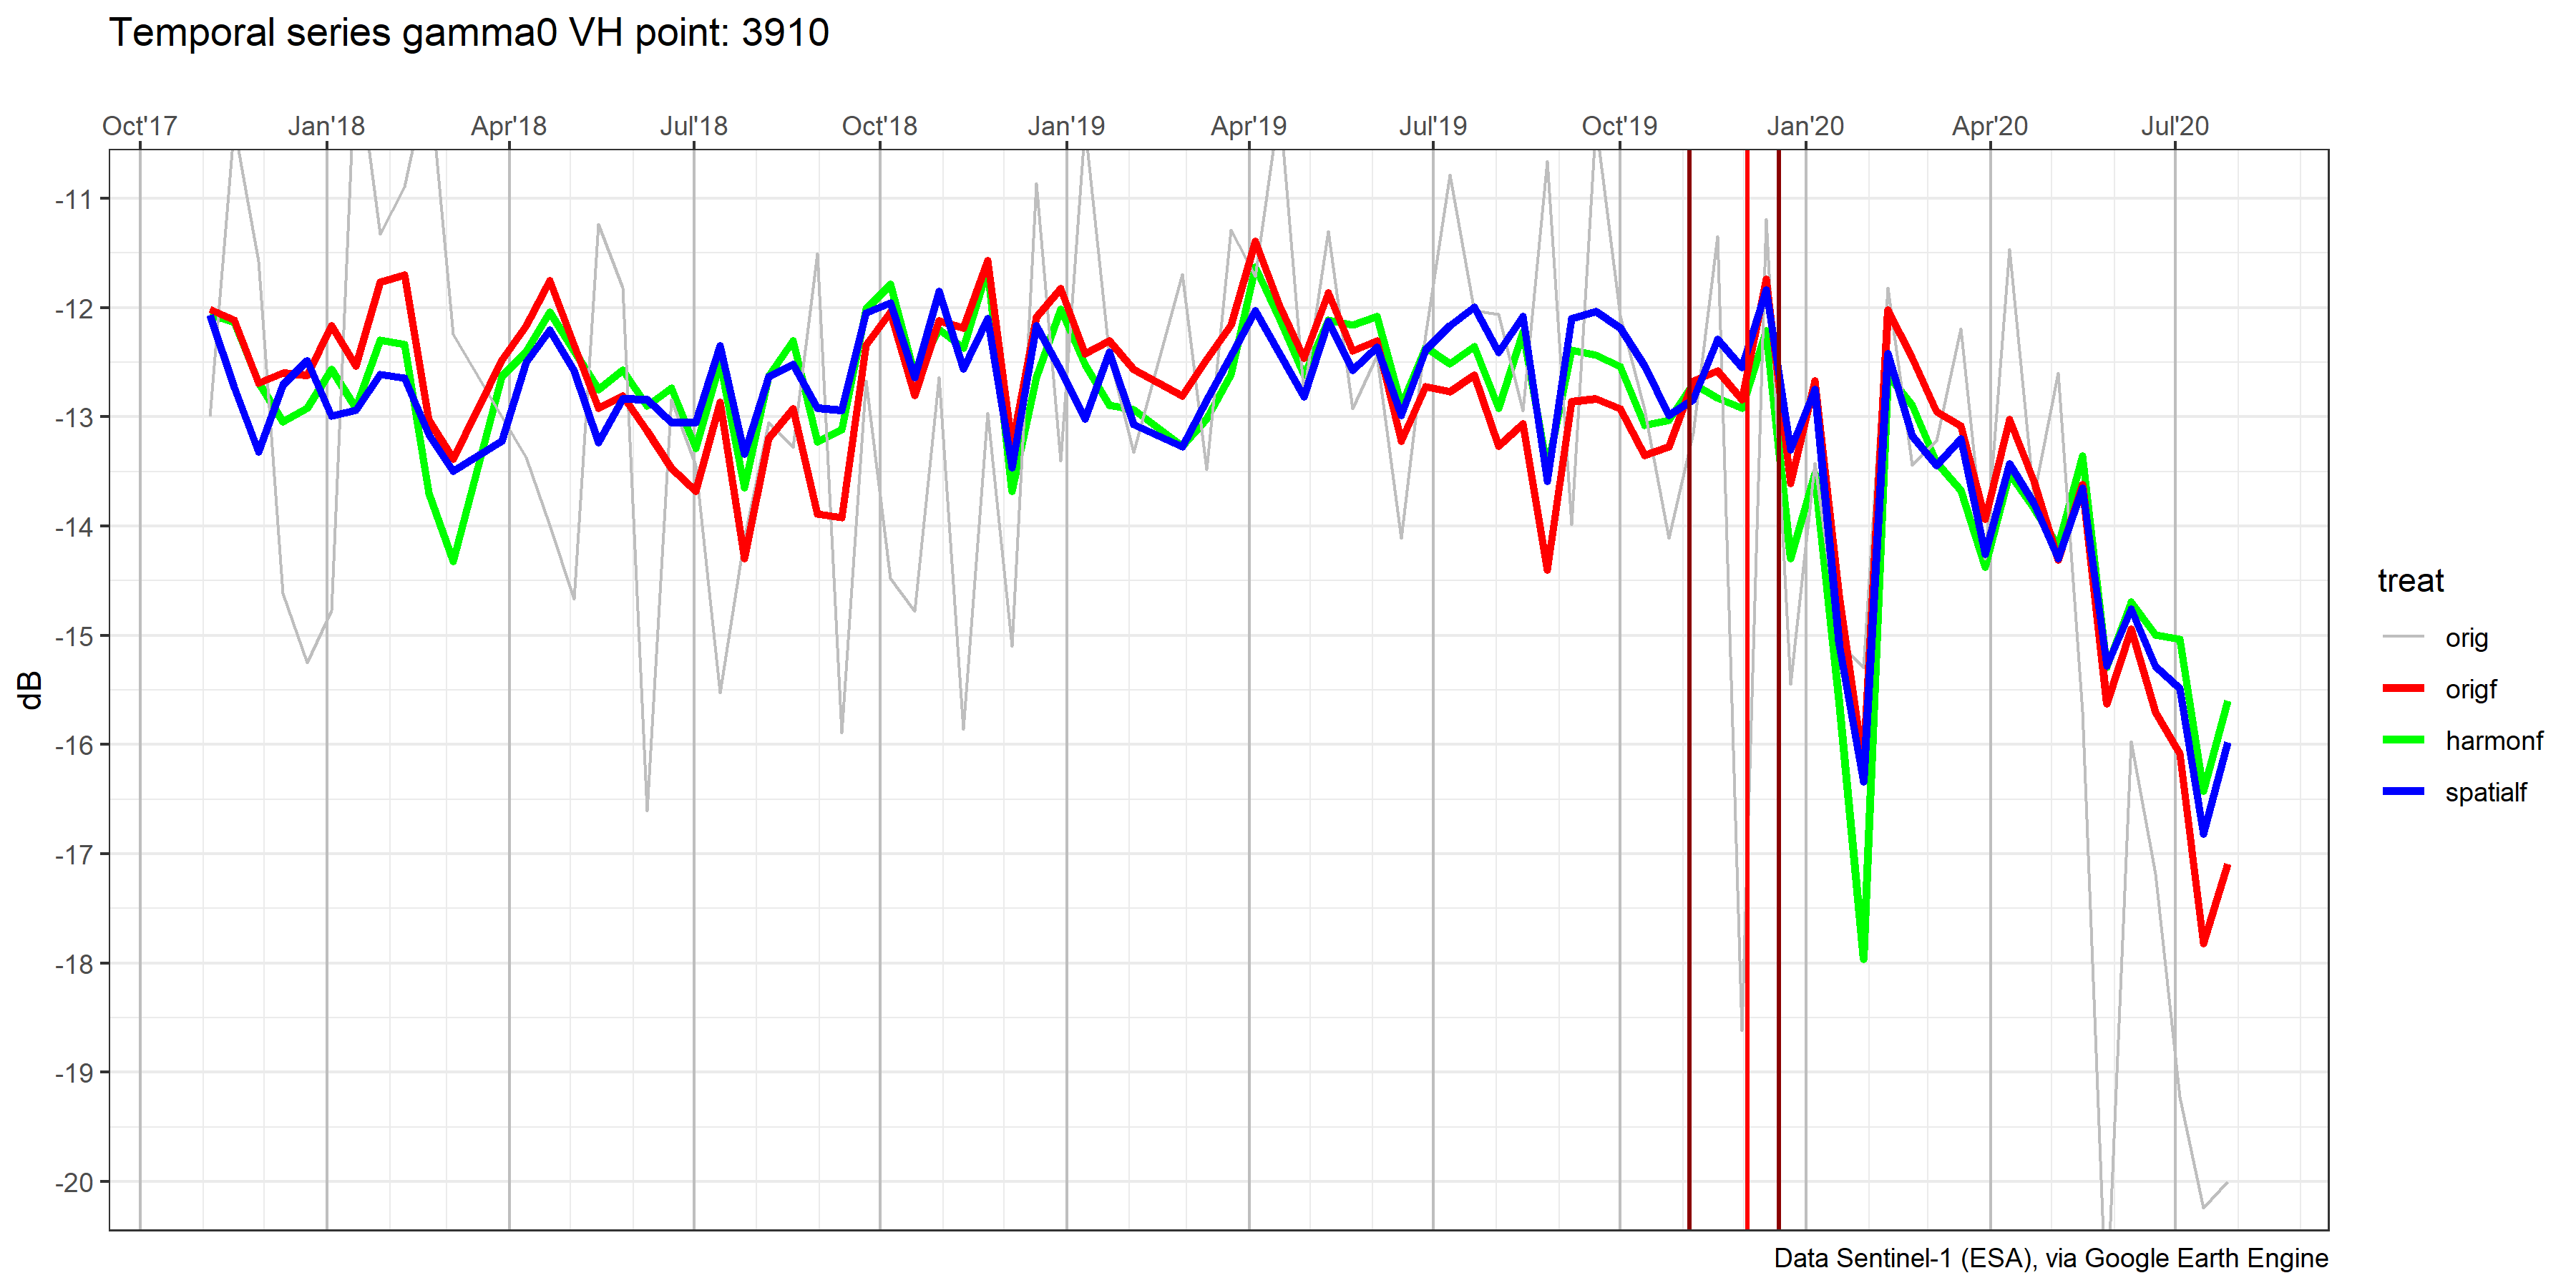 Temporal series gamma0 VH point: 3910
Oct'17 Jan'18 Apr'18 Jul'18 Oct'18 Jan'19 Apr'19 Jul'19 Oct'19 Jan'20 Apr'20 Jul'20
-11
-12
-13
-14
-15
-16
-17
-18
-19
-20
dB
treat
orig
origf
harmonf
spatialf
Data Sentinel-1 (ESA), via Google Earth Engine